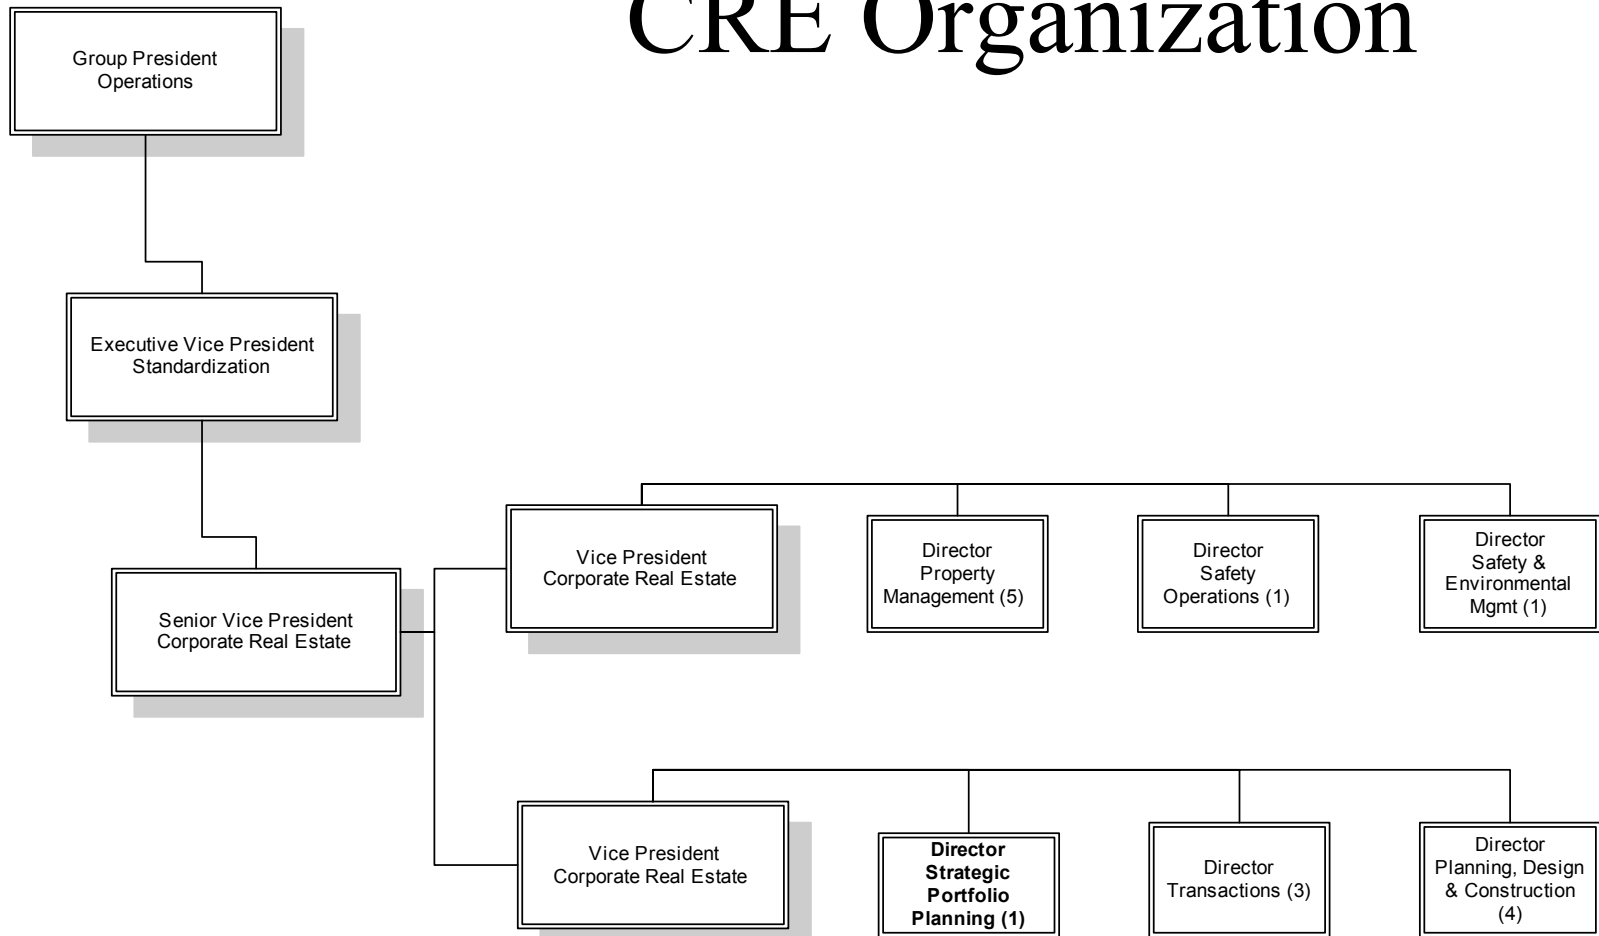 CRE Organization
Group President
Operations
Executive Vice President
Standardization
Senior Vice President
Corporate Real Estate
Vice President
Corporate Real Estate
Director
Property
Management (5)
Director
Safety
Operations (1)
Director
Safety &
Environmental
Mgmt (1)
Vice President
Corporate Real Estate
Director
Strategic
Portfolio
Planning (1)
Director
Transactions (3)
Director
Planning, Design
& Construction
(4)